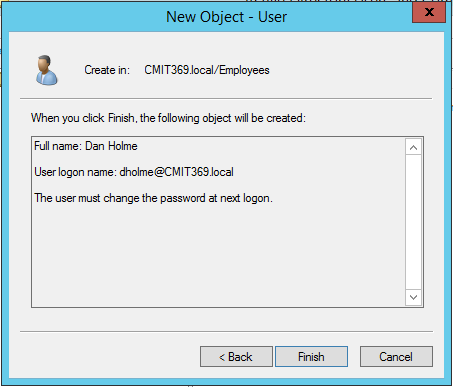 New Object - User
x
Create in: CMIT369.local/Employees
When you click Finish, the following object will be created:
Full name: Dan Holme
User logon name: dholme@CMIT369.local
The user must change the password at next logon.
< Back Finish Cancel